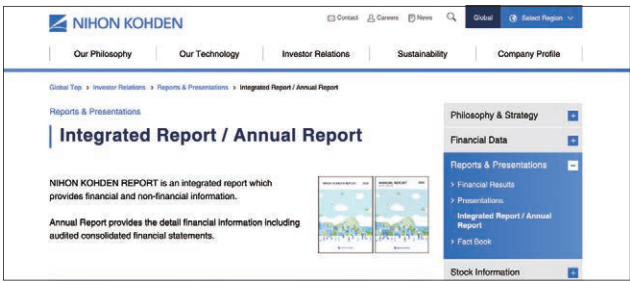 NIHON KOHDEN
Contact Careers News Global Select Region
Our Philosophy Our Technology Investor Relations Sustainability Company Profile
Global Top > Investor Relations > Reports & Presentations > Integrated Report / Annual Report
Reports & Presentations
Integrated Report / Annual Report
NIHON KOHDEN REPORT is an integrated report which
provides financial and non-financial information.
Annual Report provides the detail financial information including
audited consolidated financial statements.
Philosophy & Strategy
Financial Data
Reports & Presentations
> Financial Results
> Presentations
Integrated Report / Annual
Report
> Fact Book
Stock Information